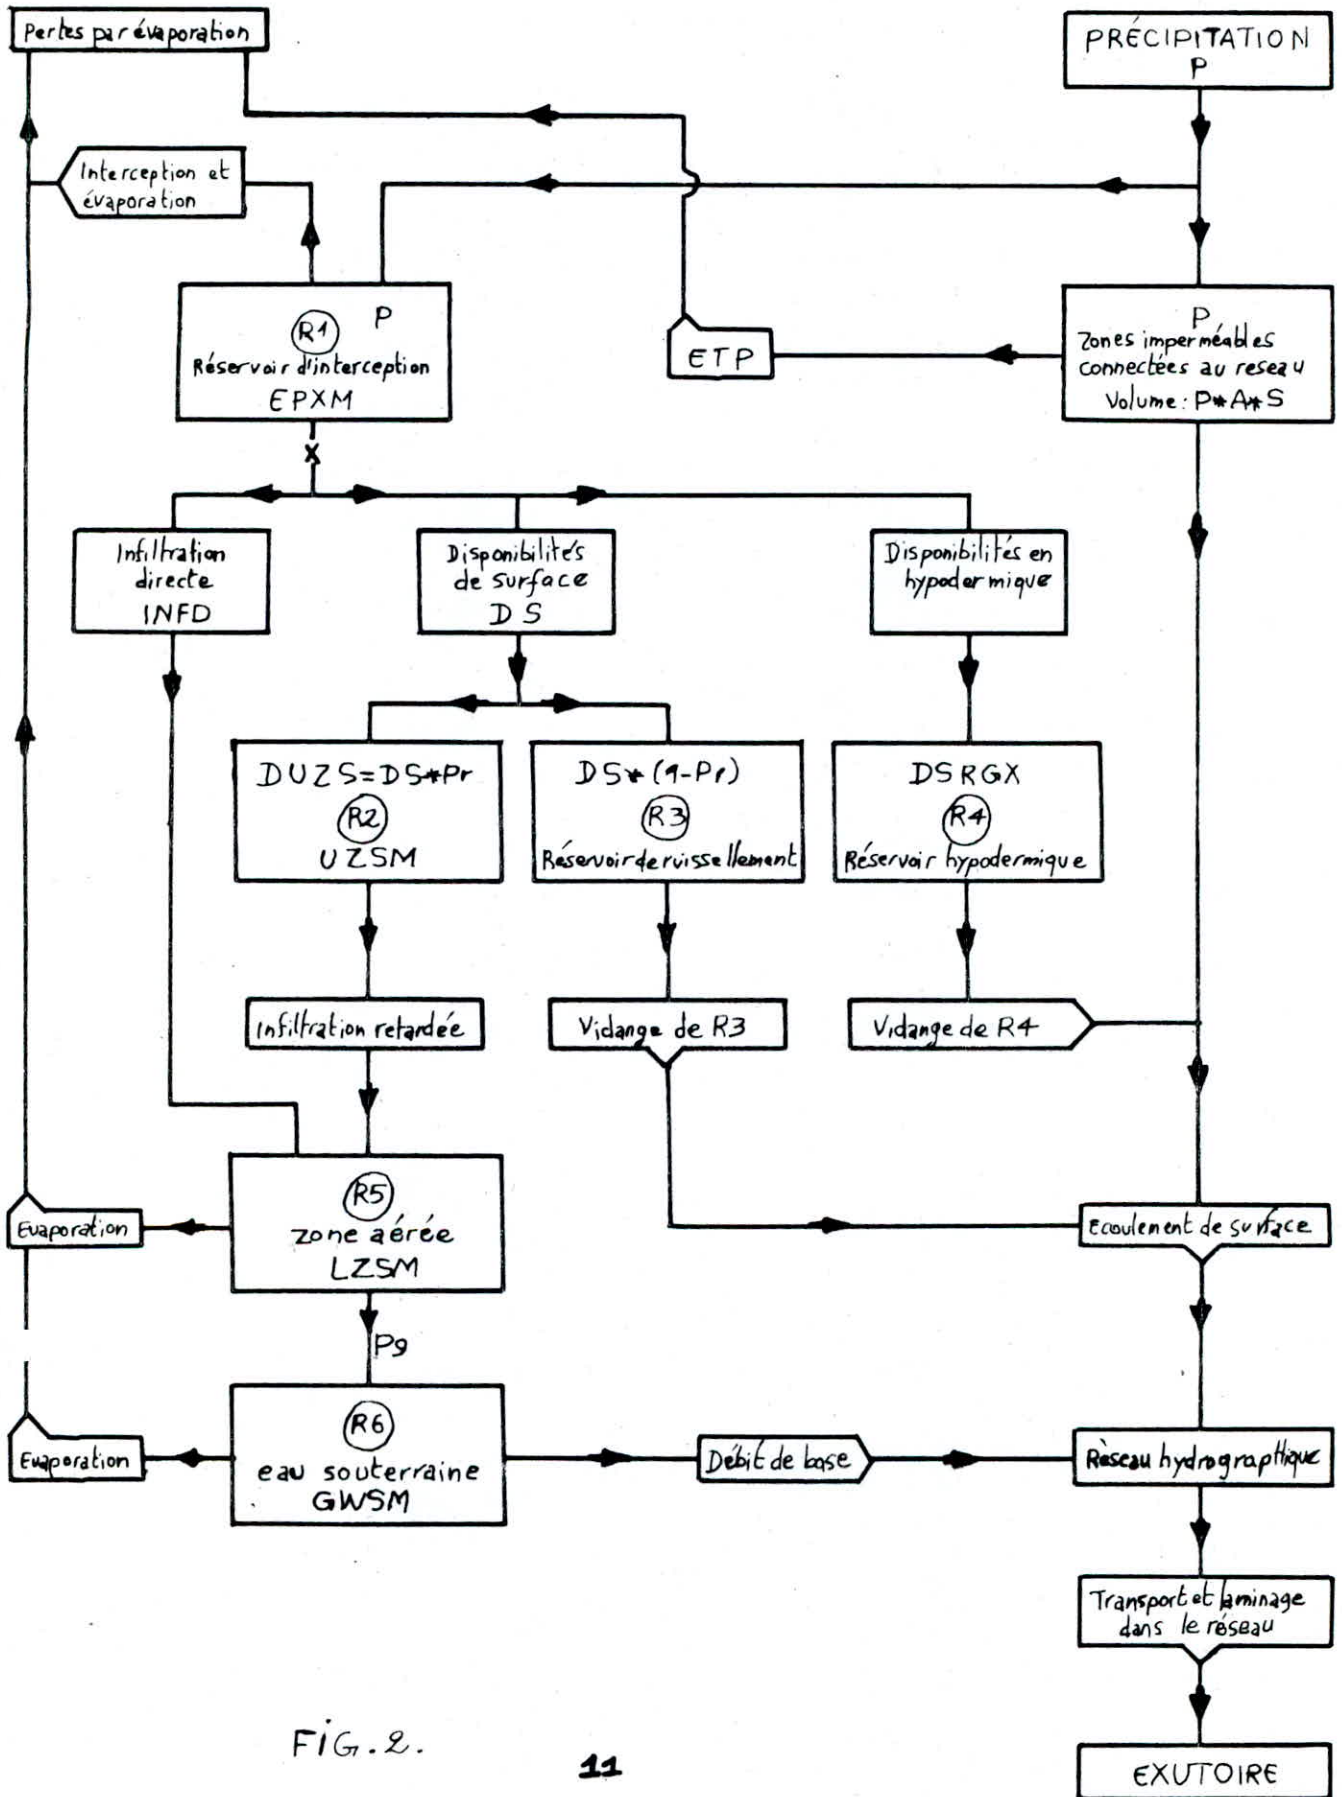 Pertes par évaporation
PRÉCIPITATION
P
Interception et
évaporation
P
R1
Réservoir d'interception
EPXM
ETP
P
Zones imperméables
connectées au reseau
Volume: P*A*S
X
Infiltration
directe
INFD
Disponibilités
de surface
DS
Disponibilités en
hypodermique
DUZS=DS*Pr
R2
UZSM
DS*(1-Pr)
R3
Réservoir de ruissellement
DSRGX
R4
Réservoir hypodermique
Infiltration retardée
Vidange de R3
Vidange de R4
R5
zone aérée
LZSM
Evaporation
Ecoulement de surface
Pg
R6
eau souterraine
GWSM
Evaporation
Débit de base
Rèseau hydrographique
Transport et laminage
dans le réseau
EXUTOIRE
FIG.2.
11